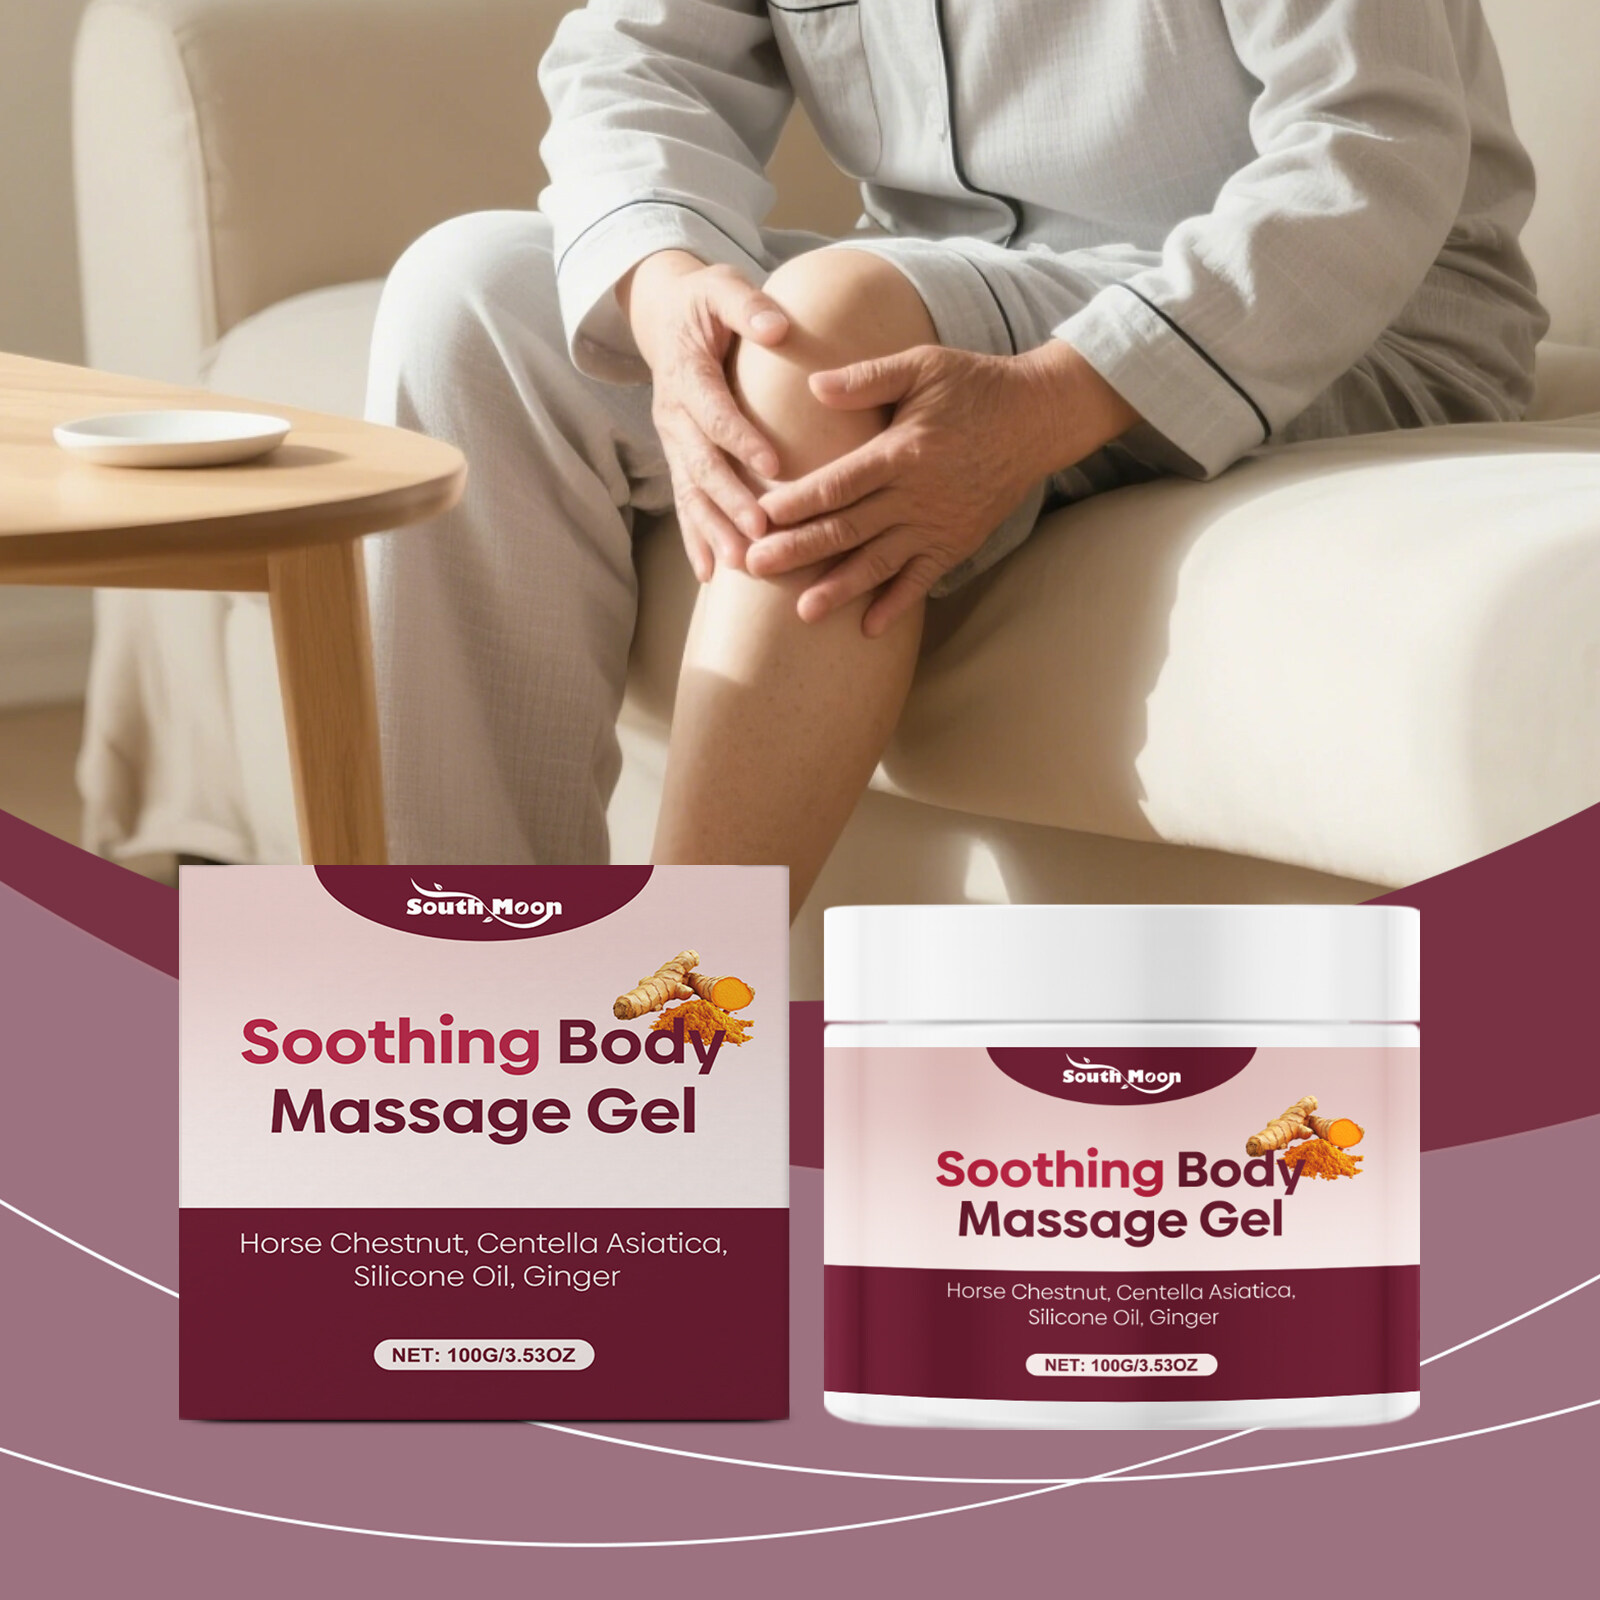 South Moon
Soothing Body
Massage Gel
Horse Chestnut, Centella Asiatica,
Silicone Oil, Ginger
NET: 100G/3.53OZ
South Moon
Soothing Body
Massage Gel
Horse Chestnut, Centella Asiatica,
Silicone Oil, Ginger
NET: 100G/3.53OZ